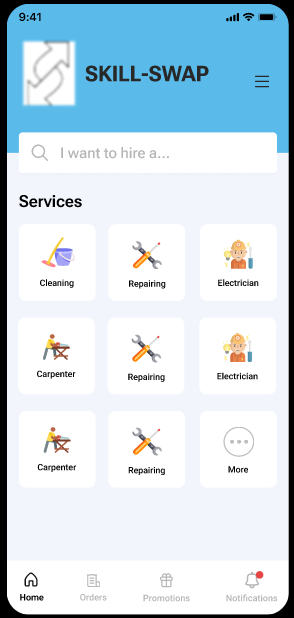 9:41
SKILL-SWAP
I want to hire a...
Services
Cleaning
Repairing
Electrician
Carpenter
Repairing
Electrician
Carpenter
Repairing
More
Home
Orders
Promotions
Notifications